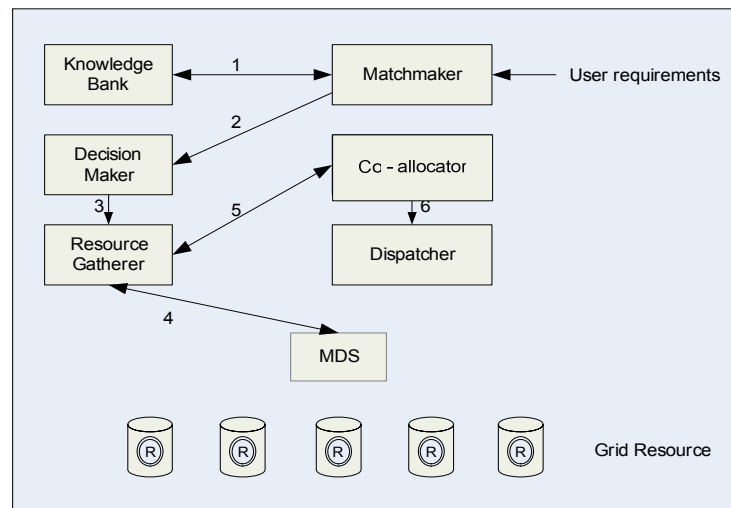 Knowledge
Bank
1
Matchmaker
User requirements
2
Decision
Maker
Co - allocator
3
5
6
Resource
Gatherer
Dispatcher
4
MDS
R R R R R
Grid Resource